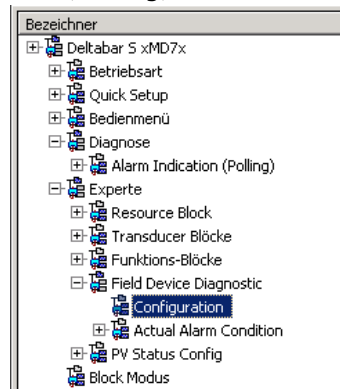 Bezeichner
Deltabar S xMD7x
Betriebsart
Quick Setup
Bedienmenü
Diagnose
Alarm Indication (Polling)
Experte
Resource Block
Transducer Blöcke
Funktions-Blöcke
Field Device Diagnostic
Configuration
Actual Alarm Condition
PV Status Config
Block Modus